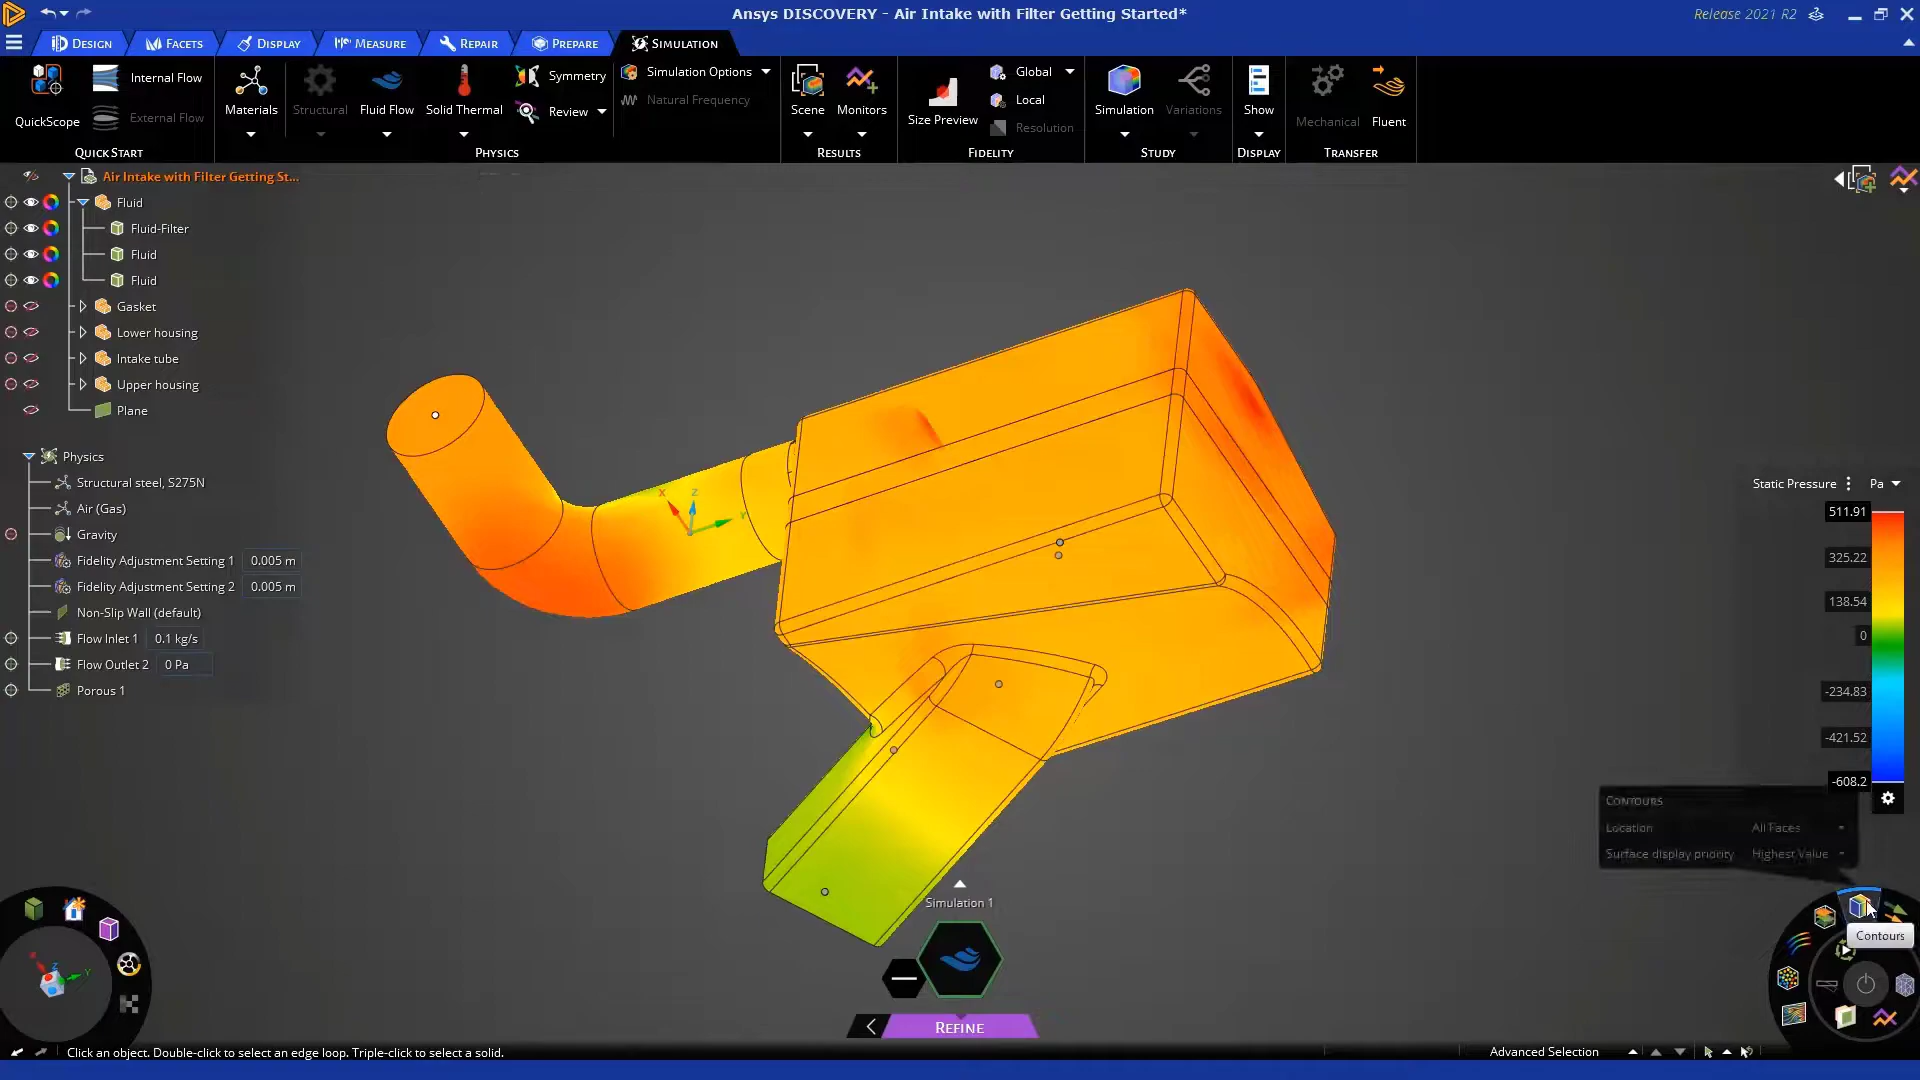 Ansys DISCOVERY - Air Intake with Filter Getting Started*
Release 2021 R2
DESIGN
FACETS
DISPLAY
MEASURE
REPAIR
PREPARE
SIMULATION
QuickScope
Internal Flow
External Flow
QUICK START
Materials
Structural
Fluid Flow
Solid Thermal
Symmetry
Review
Simulation Options
Natural Frequency
PHYSICS
Scene
Monitors
RESULTS
Size Preview
Global
Local
Resolution
FIDELITY
Simulation
Variations
STUDY
Show
DISPLAY
Mechanical
Fluent
TRANSFER
Air Intake with Filter Getting St...
Fluid
Fluid-Filter
Fluid
Fluid
Gasket
Lower housing
Intake tube
Upper housing
Plane
Physics
Structural steel, S275N
Air (Gas)
Gravity
Fidelity Adjustment Setting 1 0.005 m
Fidelity Adjustment Setting 2 0.005 m
Non-Slip Wall (default)
Flow Inlet 1 0.1 kg/s
Flow Outlet 2 0 Pa
Porous 1
X Z Y
Static Pressure Pa
511.91
325.22
138.54
0
-234.83
-421.52
-608.2
CONTOURS
Location All Faces
Surface display priority Highest Value
Contours
Simulation 1
REFINE
X Z Y
Click an object. Double-click to select an edge loop. Triple-click to select a solid.
Advanced Selection